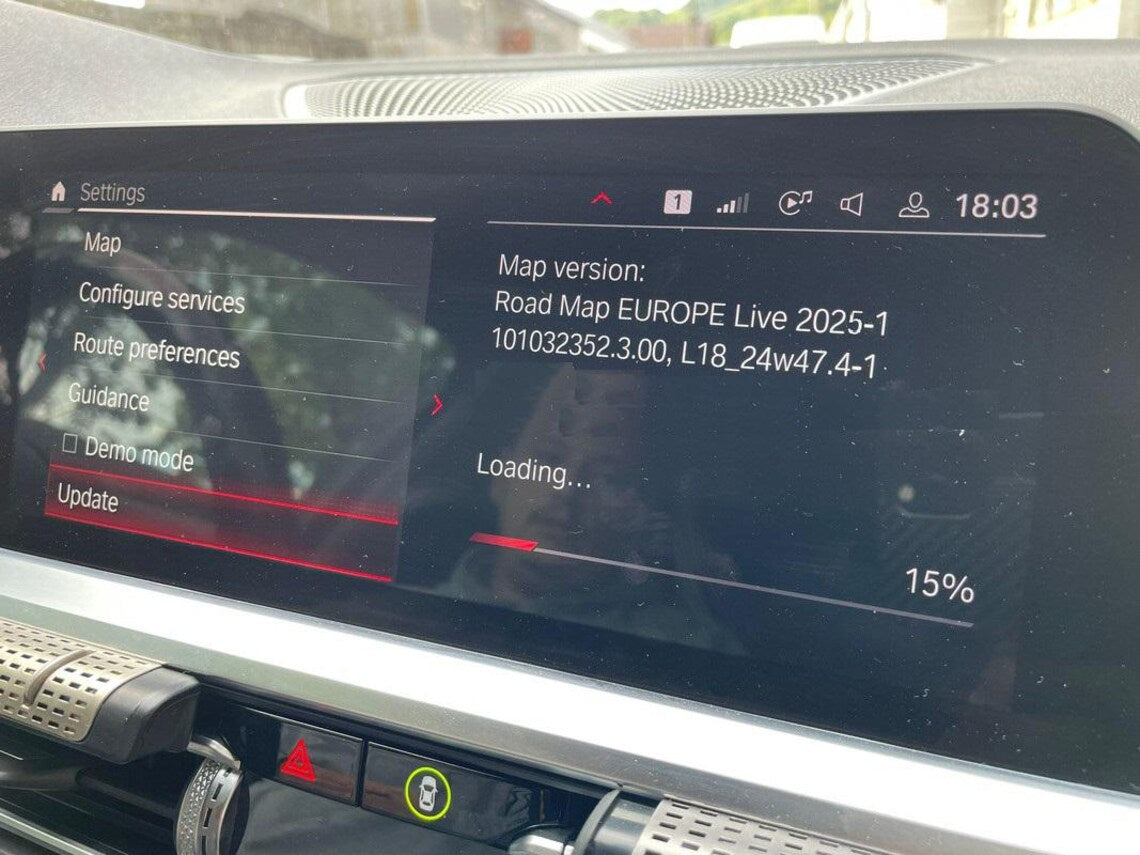 Settings
1
18:03
Map
Configure services
Route preferences
Guidance
Demo mode
Update
Map version:
Road Map EUROPE Live 2025-1
101032352.3.00, L18_24w47.4-1
Loading...
15%